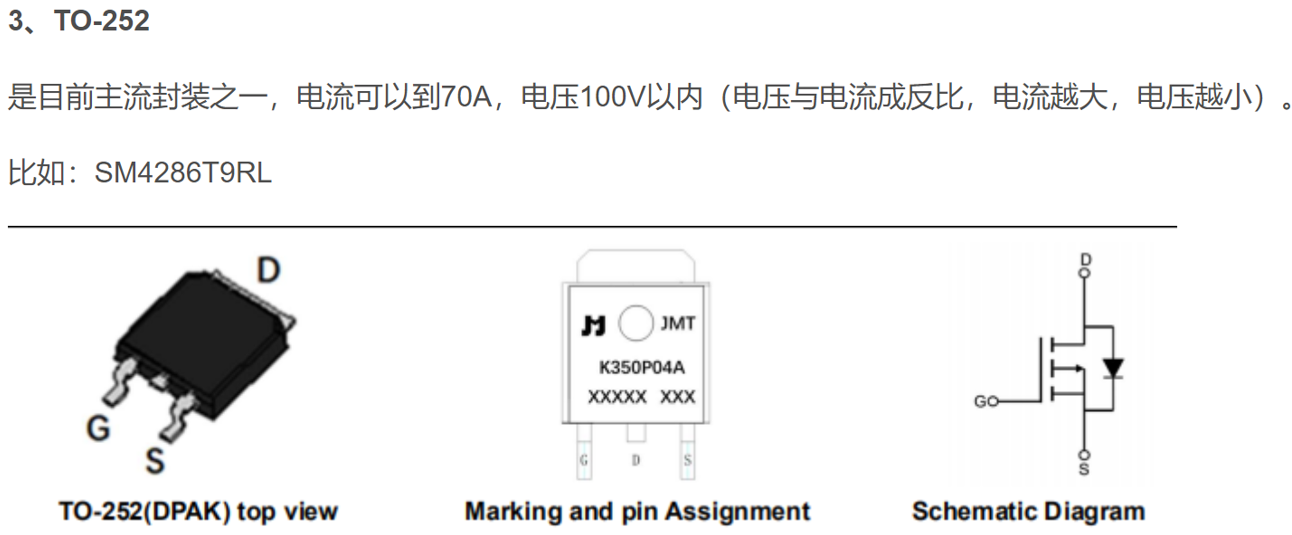 3、TO-252
是目前主流封装之一，电流可以到70A，电压100V以内（电压与电流成反比，电流越大，电压越小）。
比如：SM4286T9RL
D
G
S
TO-252(DPAK) top view
JMT
K350P04A
XXXXX XXX
G D S
Marking and pin Assignment
D
G
S
Schematic Diagram